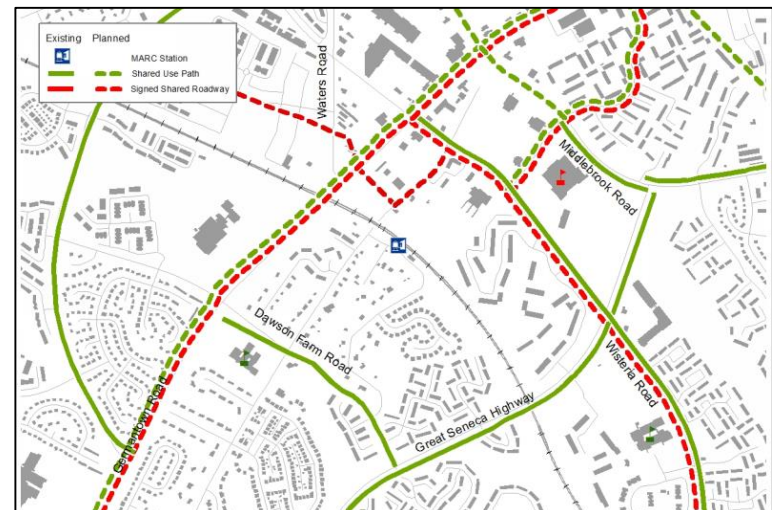 Existing Planned
MARC Station
Shared Use Path
Signed Shared Roadway
Waters Road
Middlebrook Road
Dawson Farm Road
Wisteria Road
Great Seneca Highway
Germantown Road